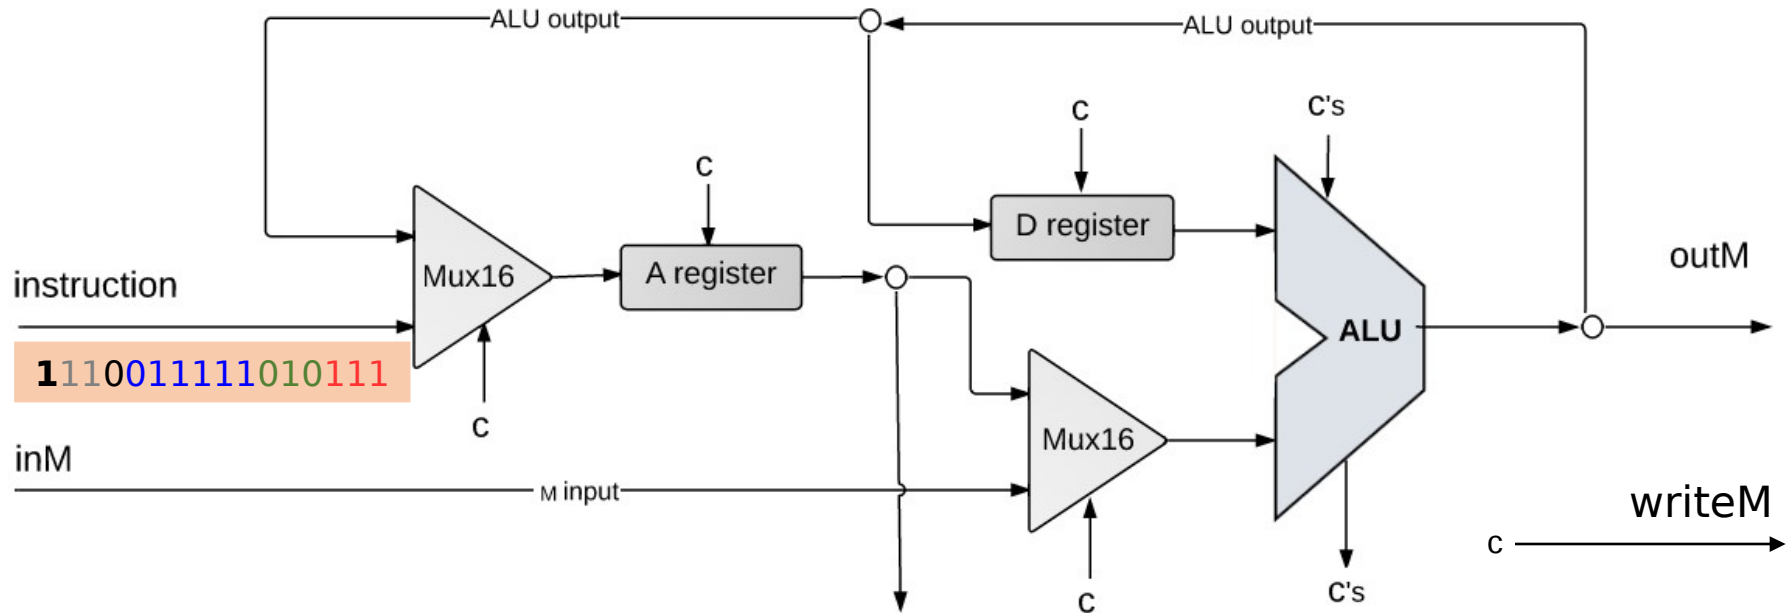 ALU output
ALU output
c
c's
c
D register
Mux16
A register
outM
instruction
ALU
1110011111010111
c
Mux16
inM
M input
writeM
c
c
c's